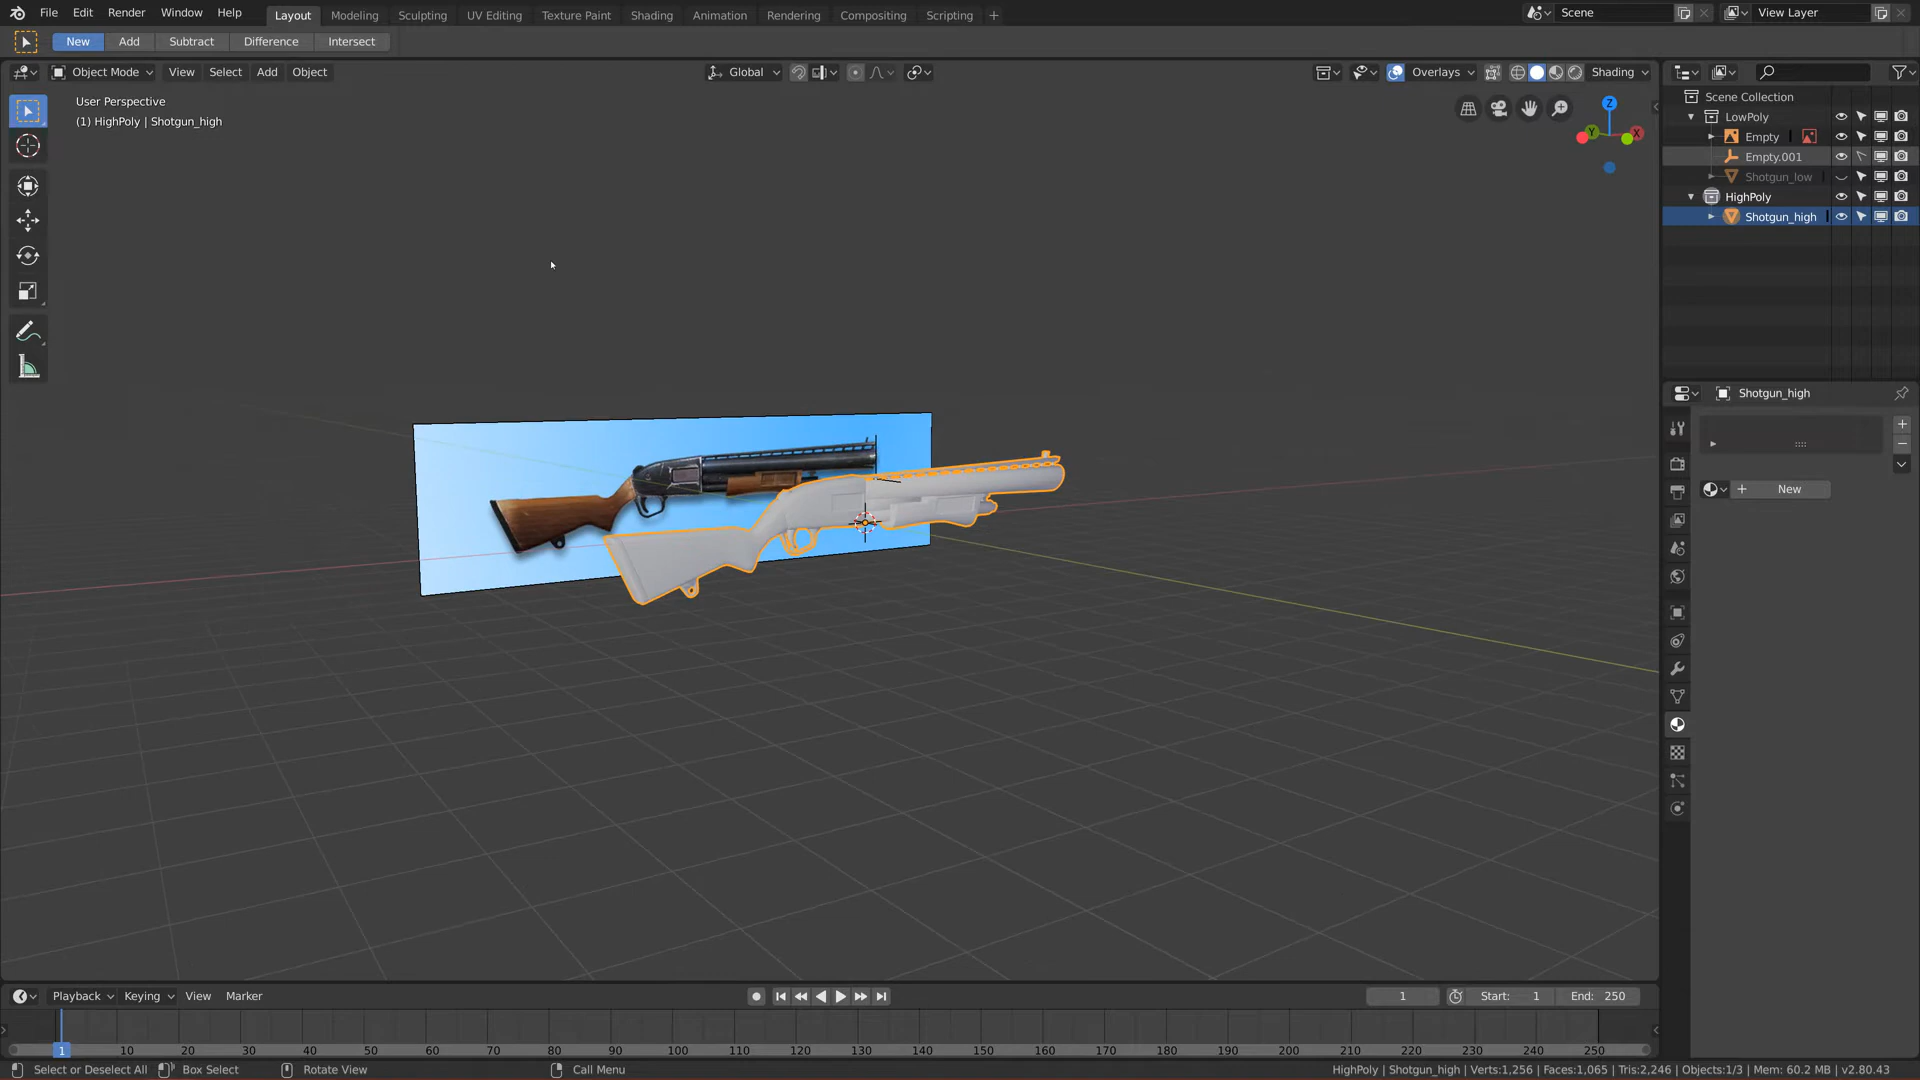 File Edit Render Window Help Layout Modeling Sculpting UV Editing Texture Paint Shading Animation Rendering Compositing Scripting + Scene View Layer
New Add Subtract Difference Intersect
Object Mode View Select Add Object Global Overlays Shading
User Perspective
(1) HighPoly | Shotgun_high
Z
Y
X
Scene Collection
LowPoly
Empty
Empty.001
Shotgun_low
HighPoly
Shotgun_high
Shotgun_high
New
Playback Keying View Marker 1 Start: 1 End: 250
1 10 20 30 40 50 60 70 80 90 100 110 120 130 140 150 160 170 180 190 200 210 220 230 240 250
Select or Deselect All Box Select Rotate View Call Menu HighPoly | Shotgun_high | Verts:1,256 | Faces:1,065 | Tris:2,246 | Objects:1/3 | Mem: 60.2 MB | v2.80.43